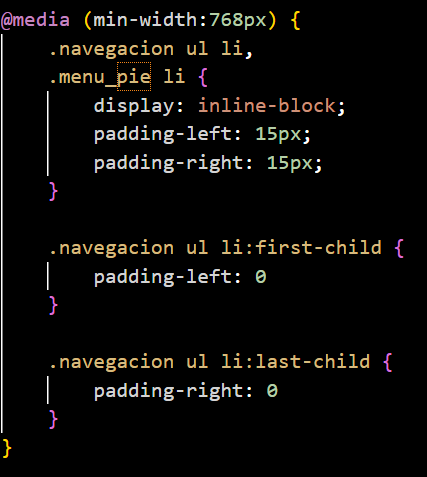 @media (min-width:768px) {
    .navegacion ul li,
    .menu_pie li {
        display: inline-block;
        padding-left: 15px;
        padding-right: 15px;
    }

    .navegacion ul li:first-child {
        padding-left: 0
    }

    .navegacion ul li:last-child {
        padding-right: 0
    }
}